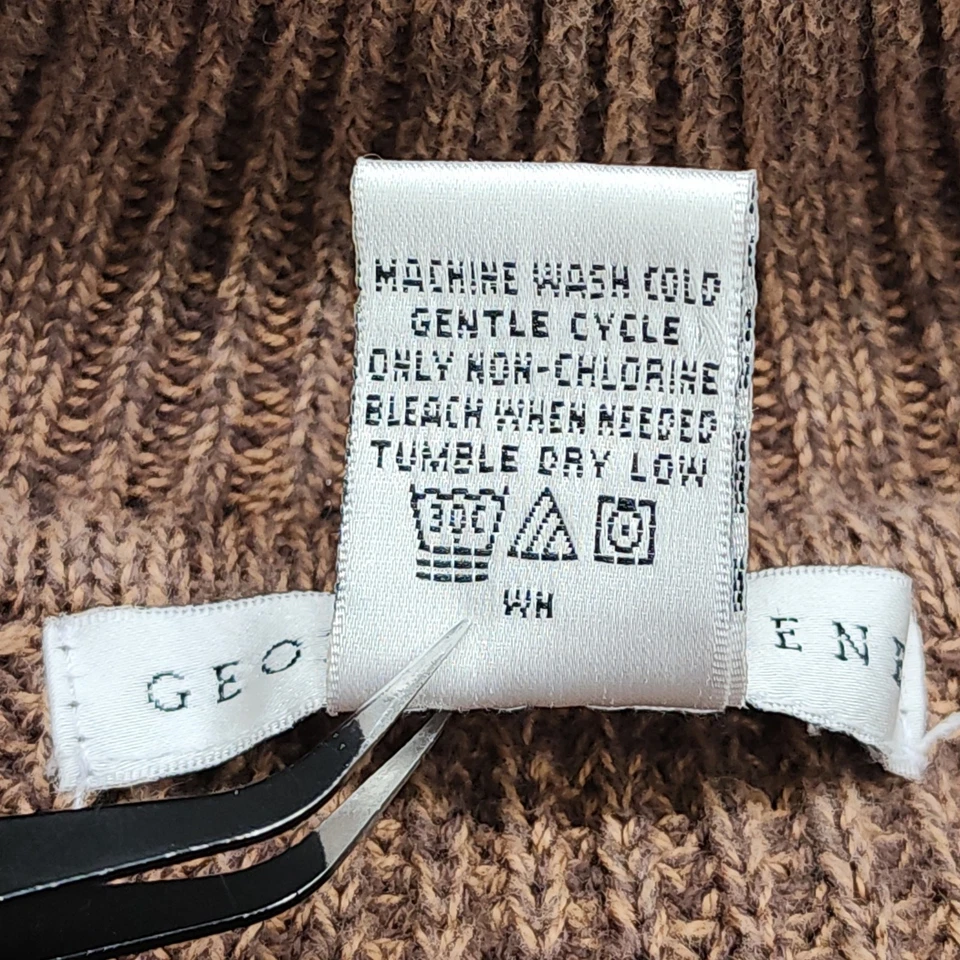 MACHINE WASH COLD
GENTLE CYCLE
ONLY NON-CHLORINE
BLEACH WHEN NEEDED
TUMBLE DRY LOW
30C
WH
GEO ENE